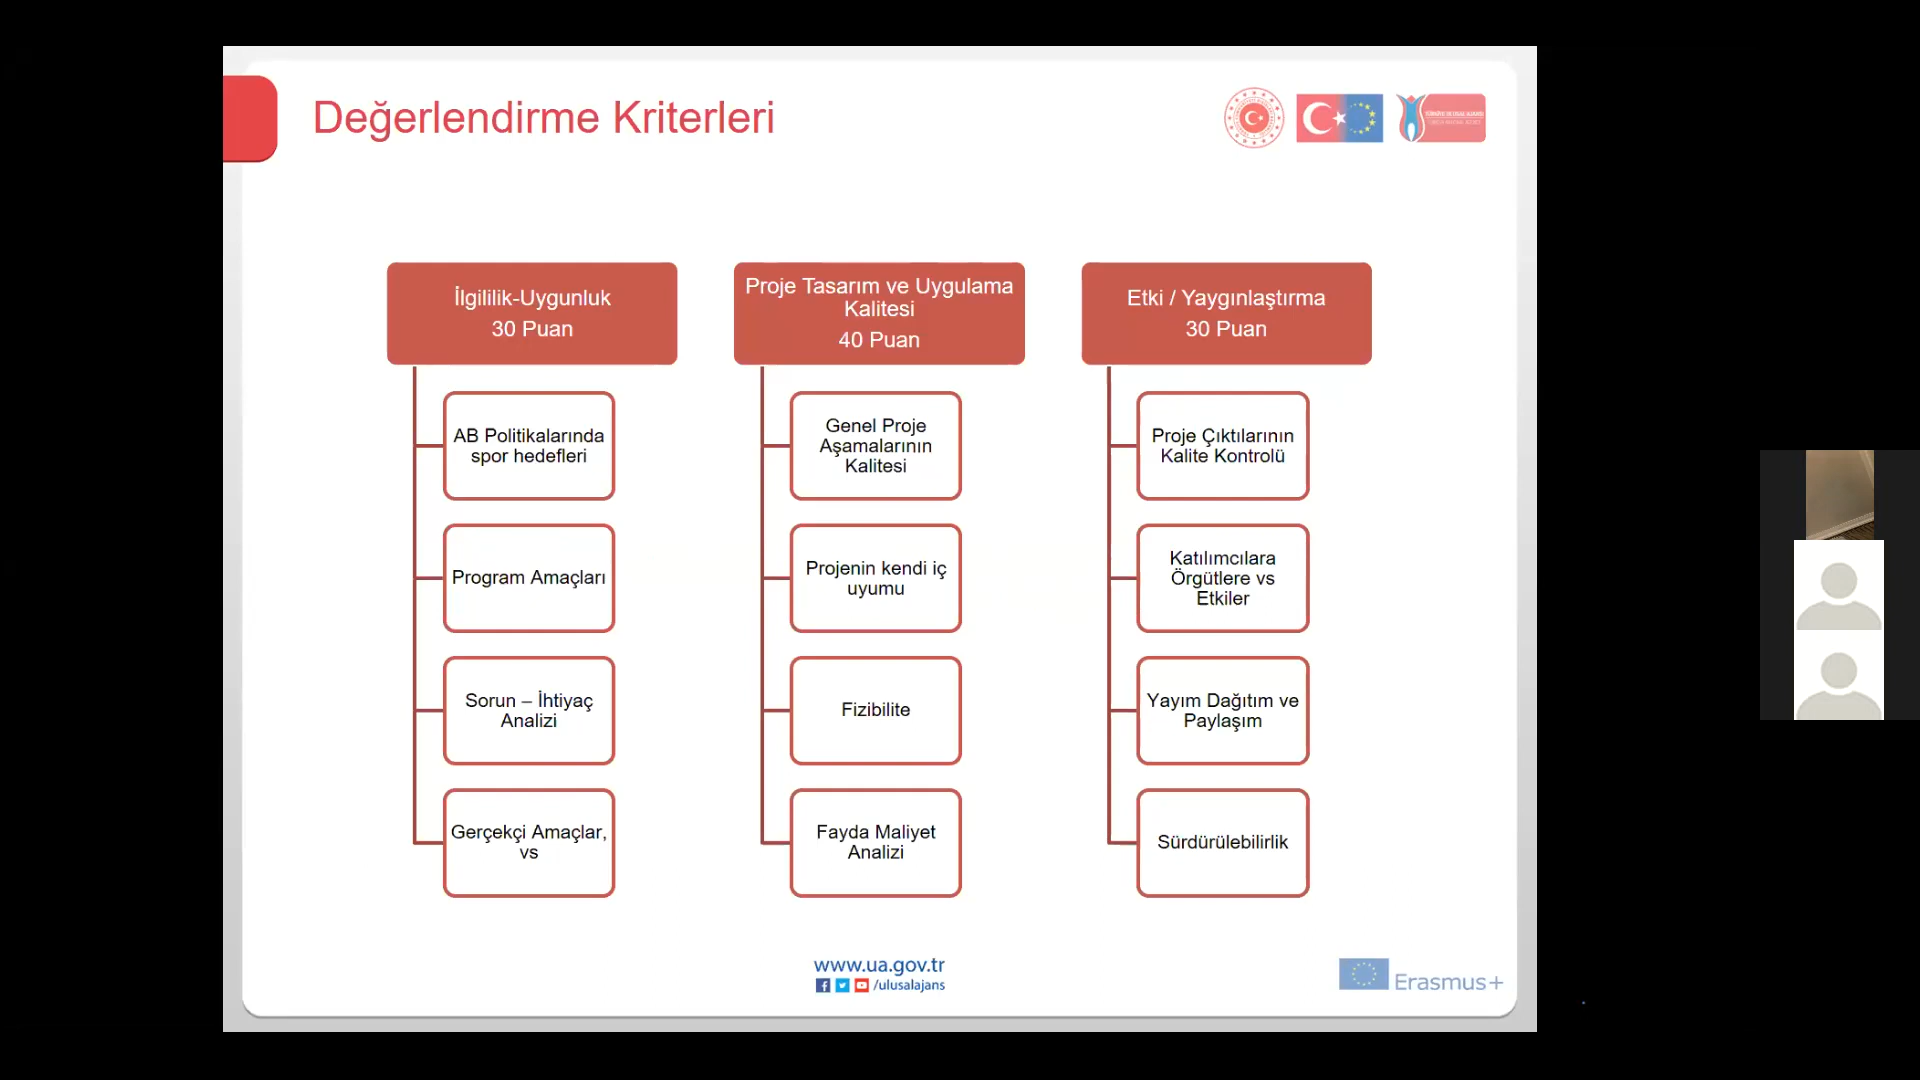 Değerlendirme Kriterleri
İlgililik-Uygunluk
30 Puan
AB Politikalarında
spor hedefleri
Program Amaçları
Sorun – İhtiyaç
Analizi
Gerçekçi Amaçlar,
vs
Proje Tasarım ve Uygulama
Kalitesi
40 Puan
Genel Proje
Aşamalarının
Kalitesi
Projenin kendi iç
uyumu
Fizibilite
Fayda Maliyet
Analizi
Etki / Yaygınlaştırma
30 Puan
Proje Çıktılarının
Kalite Kontrolü
Katılımcılara
Örgütlere vs
Etkiler
Yayım Dağıtım ve
Paylaşım
Sürdürülebilirlik
www.ua.gov.tr
/ulusalajans
Erasmus+